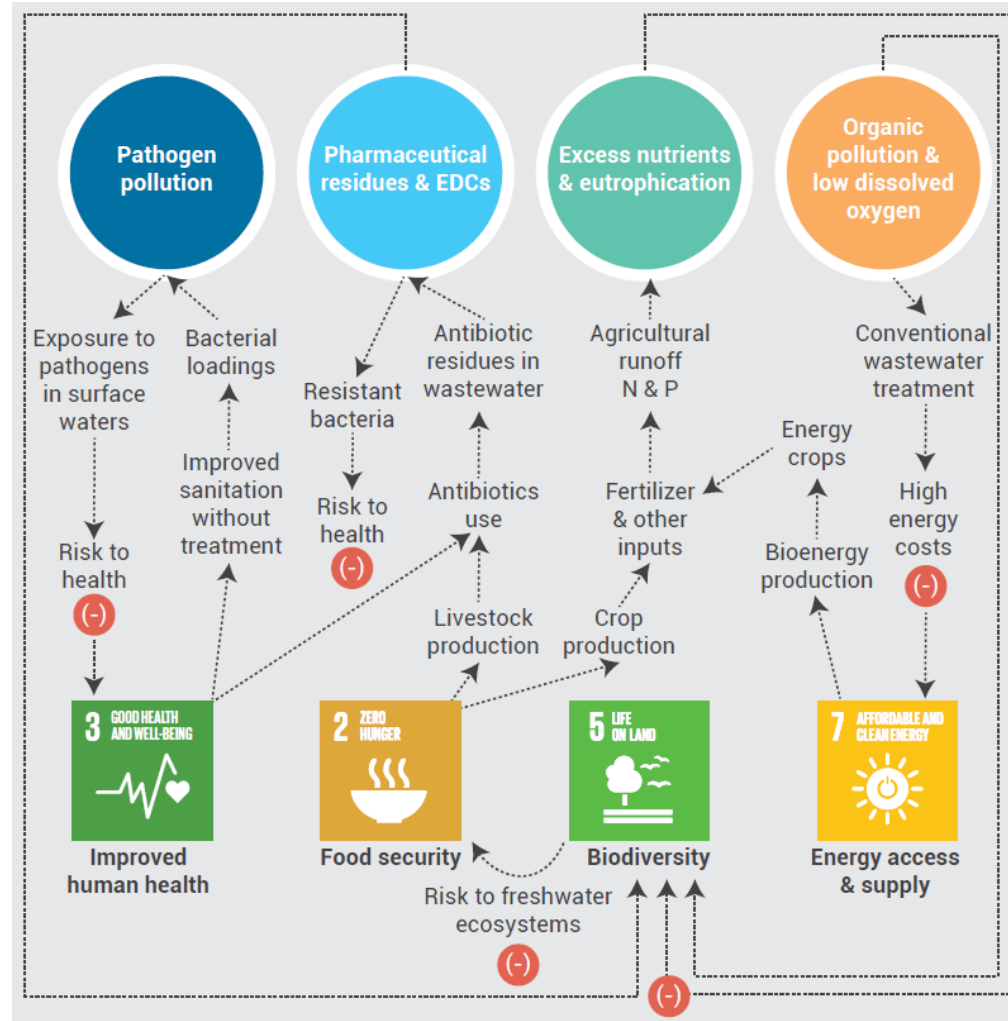 Pathogen
pollution
Pharmaceutical
residues & EDCs
Excess nutrients
& eutrophication
Organic
pollution &
low dissolved
oxygen
Exposure to
pathogens
in surface
waters
Bacterial
loadings
Antibiotic
residues in
wastewater
Agricultural
runoff
N & P
Conventional
wastewater
treatment
Resistant
bacteria
Energy
crops
Improved
sanitation
without
treatment
Risk to
health
(-)
Antibiotics
use
Fertilizer
& other
inputs
High
energy
costs
(-)
Risk to
health
(-)
Bioenergy
production
Livestock
production
Crop
production
3 GOOD HEALTH
AND WELL-BEING
2 ZERO
HUNGER
5 LIFE
ON LAND
7 AFFORDABLE AND
CLEAN ENERGY
Improved
human health
Food security
Biodiversity
Energy access
& supply
Risk to freshwater
ecosystems
(-)
(-)